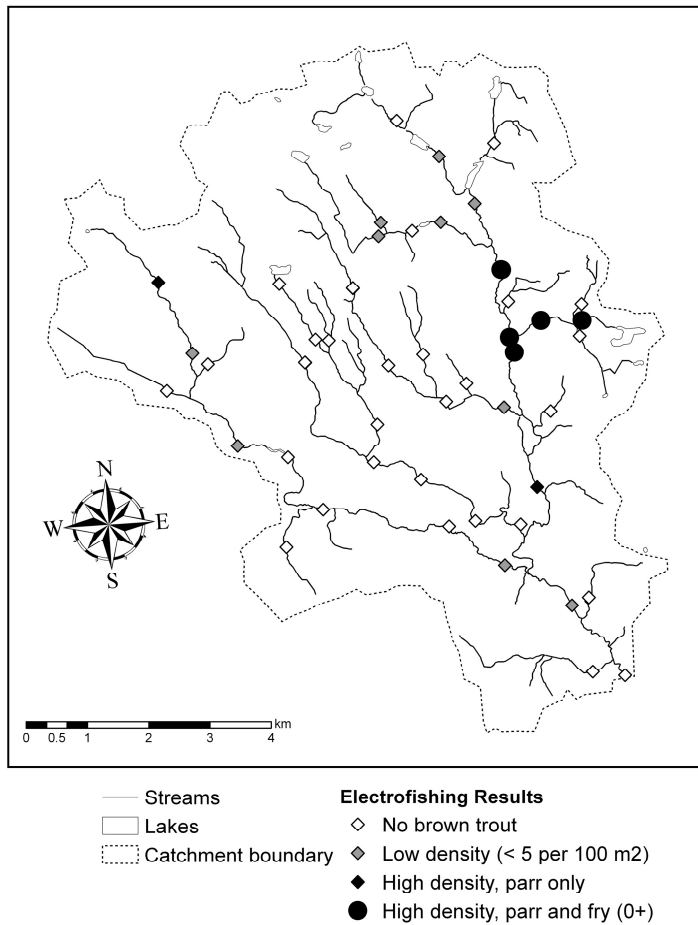 N
W E
S
km
0 0.5 1 2 3 4
Streams
Lakes
Catchment boundary
Electrofishing Results
No brown trout
Low density (< 5 per 100 m2)
High density, parr only
High density, parr and fry (0+)